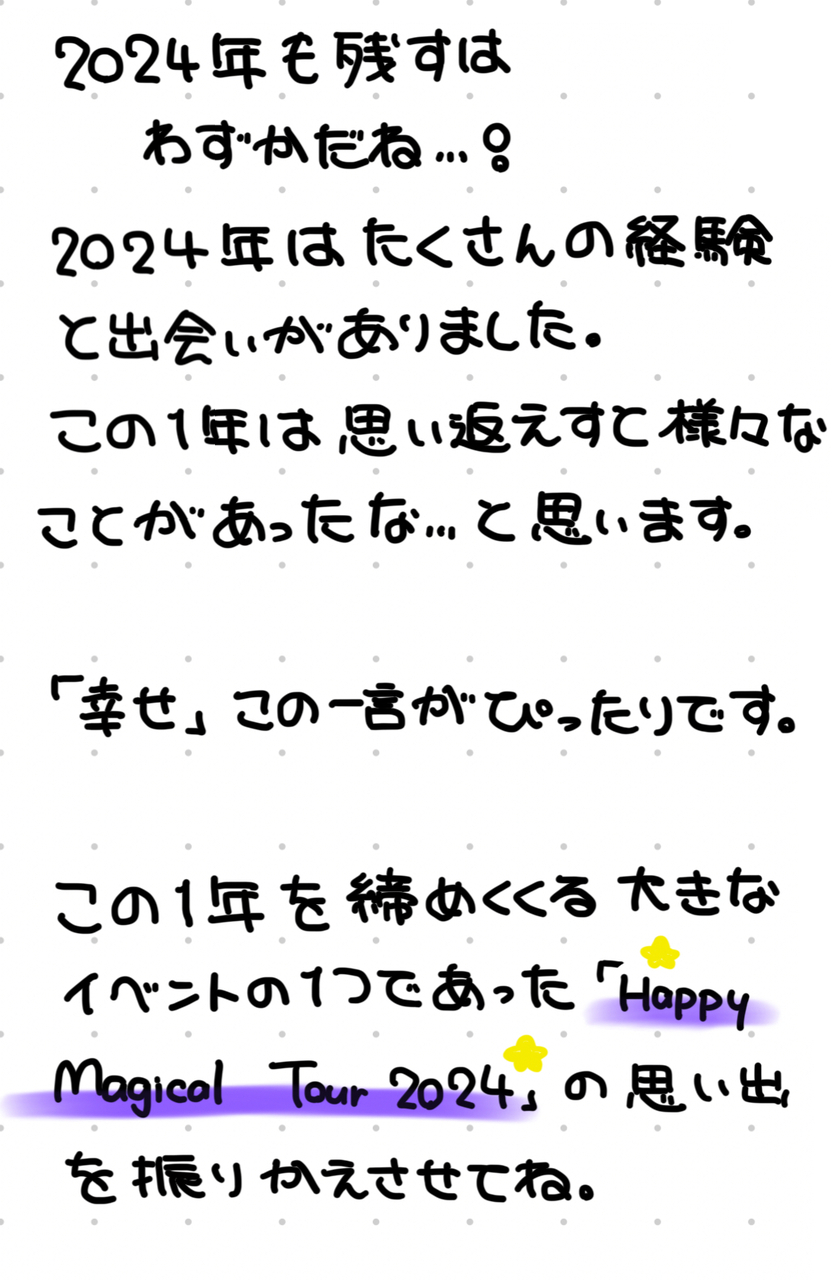 2024年も残すは
わずかだね…!
2024年はたくさんの経験
と出会いがありました。
この1年は思い返えすと様々な
ことがあったな…と思います。
「幸せ」この一言がぴったりです。
この1年を締めくくる大きな
イベントの1つであった「Happy
Magical Tour 2024」の思い出
を振りかえさせてね。